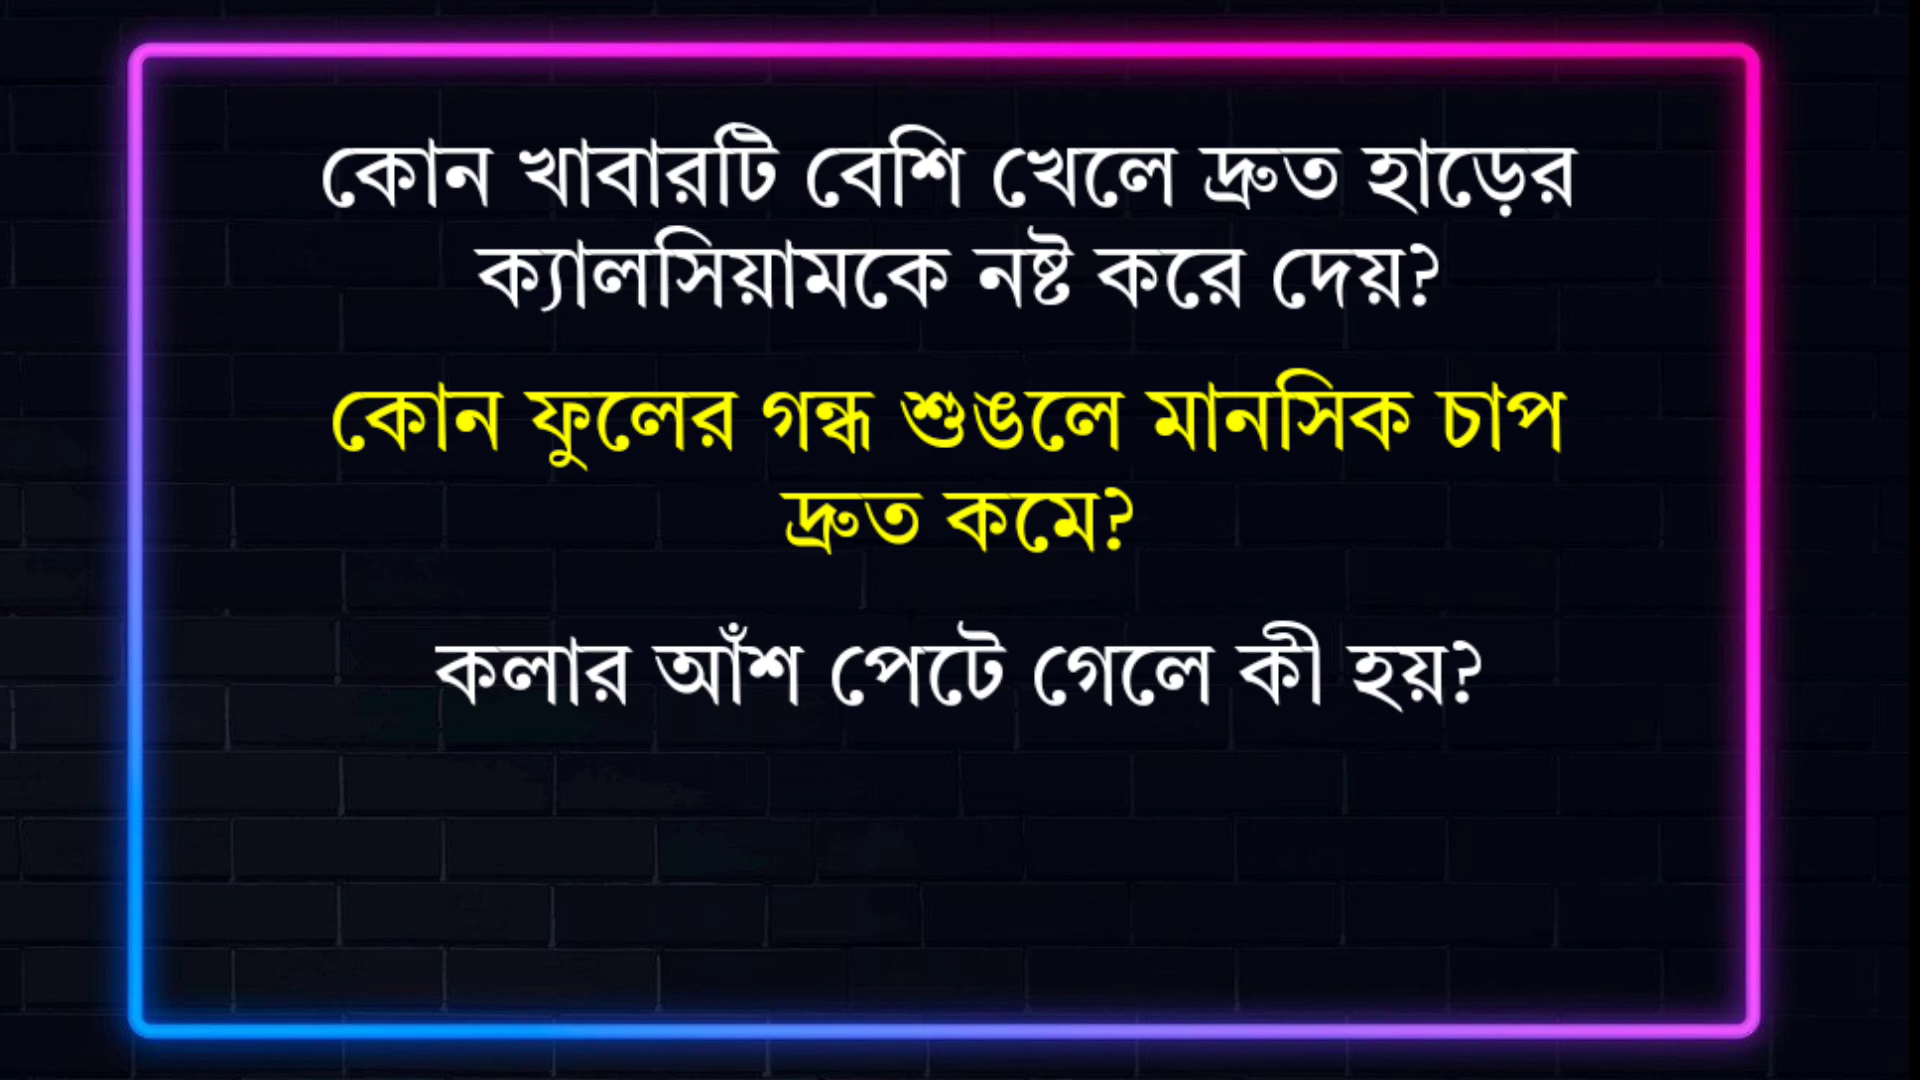 কোন খাবারটি বেশি খেলে দ্রুত হাড়ের
ক্যালসিয়ামকে নষ্ট করে দেয়?
কোন ফুলের গন্ধ শুঙলে মানসিক চাপ
দ্রুত কমে?
কলার আঁশ পেটে গেলে কী হয়?